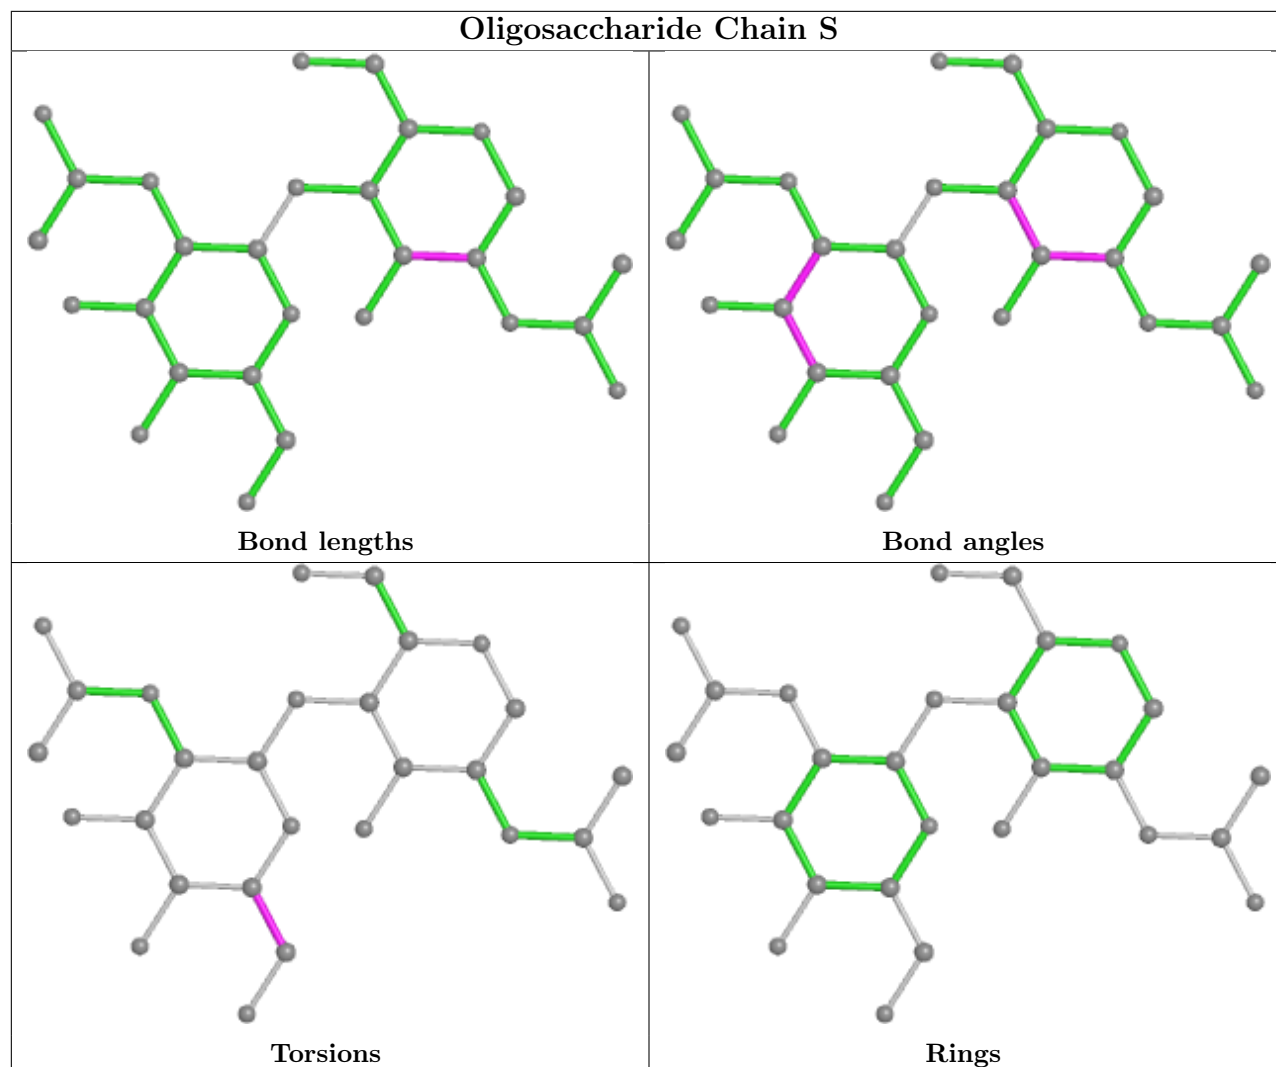 Oligosaccharide Chain S
Bond lengths
Bond angles
Torsions
Rings